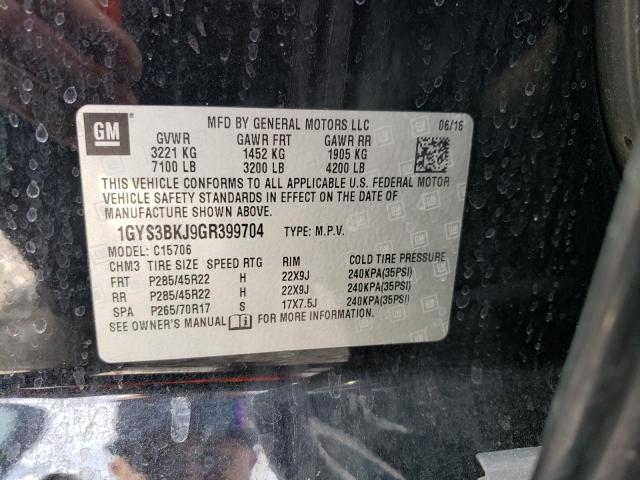 GM
MFD BY GENERAL MOTORS LLC 06/16
GVWR GAWR FRT GAWR RR
3221 KG 1452 KG 1905 KG
7100 LB 3200 LB 4200 LB
THIS VEHICLE CONFORMS TO ALL APPLICABLE U.S. FEDERAL MOTOR
VEHICLE SAFETY STANDARDS IN EFFECT ON THE DATE OF
MANUFACTURE SHOWN ABOVE.
1GYS3BKJ9GR399704 TYPE: M.P.V.
MODEL: C15706
CHM3 TIRE SIZE SPEED RTG RIM COLD TIRE PRESSURE
FRT P285/45R22 H 22X9J 240KPA(35PSI)
RR P285/45R22 H 22X9J 240KPA(35PSI)
SPA P265/70R17 S 17X7.5J 240KPA(35PSI)
SEE OWNER'S MANUAL FOR MORE INFORMATION.